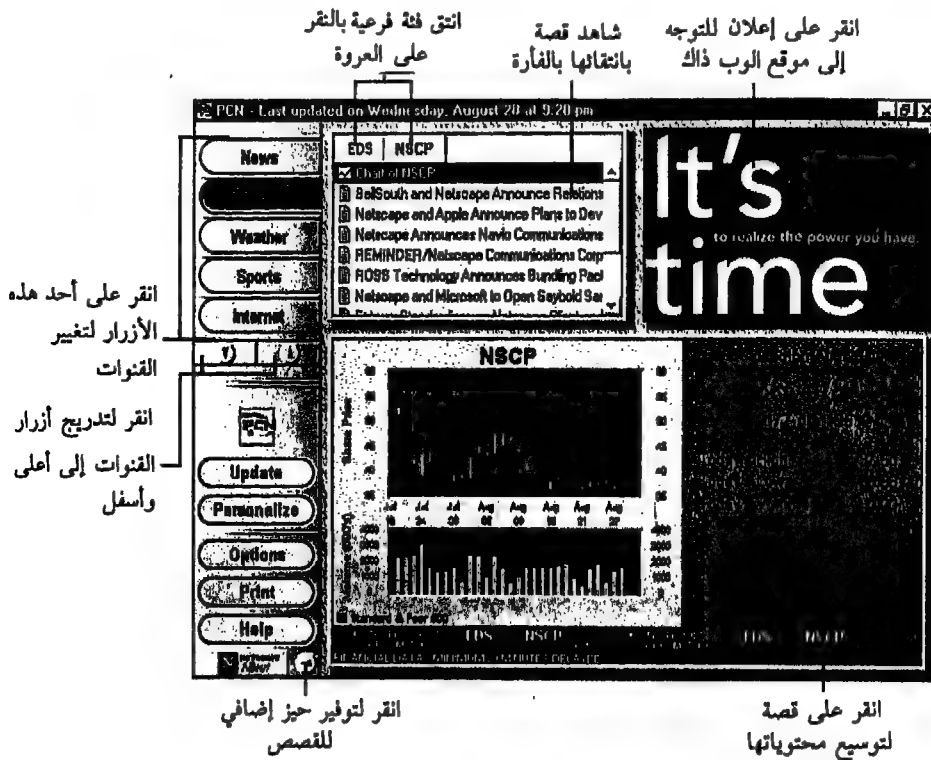 انقر على إعلان للتوجه
إلى موقع الوب ذاك
شاهد قصة
بانتقائها بالفأرة
انتق فئة فرعية بالنقر
على العروة
PCN - Last updated on Wednesday, August 28 at 9:20 pm
News
Weather
Sports
Internet
EDS
NSCP
Chart of NSCP
BellSouth and Netscape Announce Relations
Netscape and Apple Announce Plans to Dev
Netscape Announces Navio Communications
REMINDER/Netscape Communications Corp
ROSS Technology Announces Bundling Pact
Netscape and Microsoft to Open Seybold
It's
to realize the power you have.
time
انقر على أحد هذه
الأزرار لتغيير
القنوات
انقر لتدريج أزرار
القنوات إلى أعلى
وأسفل
PCN
Update
Personalize
Options
Print
Help
NSCP
Jul Jul Jul Aug Aug Aug Aug Aug
Standard & Poor
EDS NSCP
EDS NSCP
انقر لتوفير حيز إضافي
للقصص
انقر على قصة
لتوسيع محتوياتها